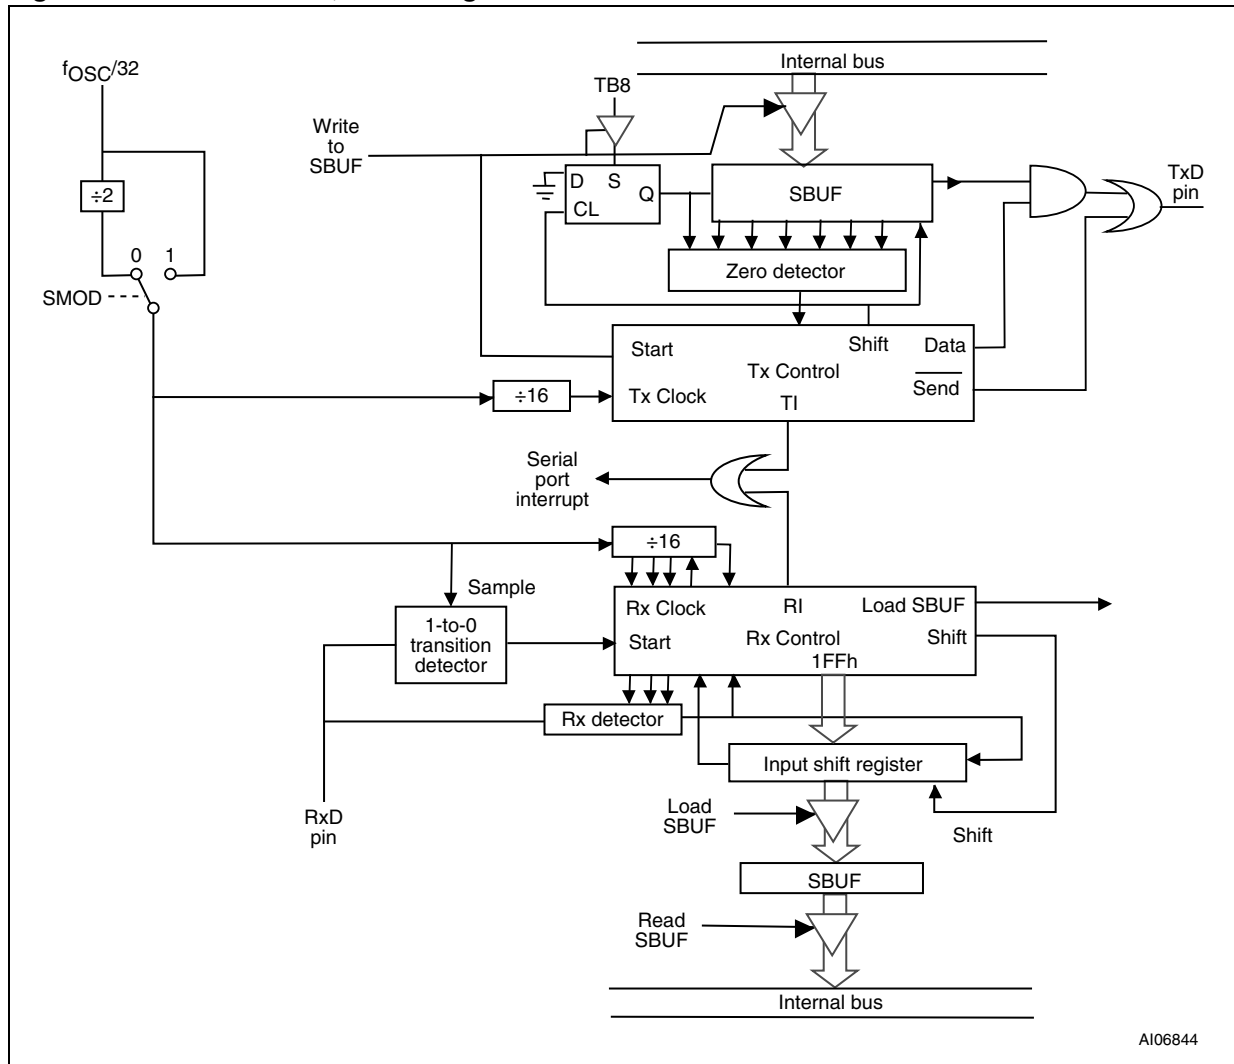 Internal bus
fOSC/32
TB8
Write
to
SBUF
D S
Q
CL
SBUF
TxD
pin
÷2
0 1
SMOD
Zero detector
Start
Shift Data
Tx Control
Send
Tx Clock
TI
÷16
Serial
port
interrupt
÷16
Sample
Rx Clock
RI
Load SBUF
Start
Rx Control
Shift
1FFh
1-to-0
transition
detector
Rx detector
Input shift register
RxD
pin
Load
SBUF
Shift
SBUF
Read
SBUF
Internal bus
AI06844